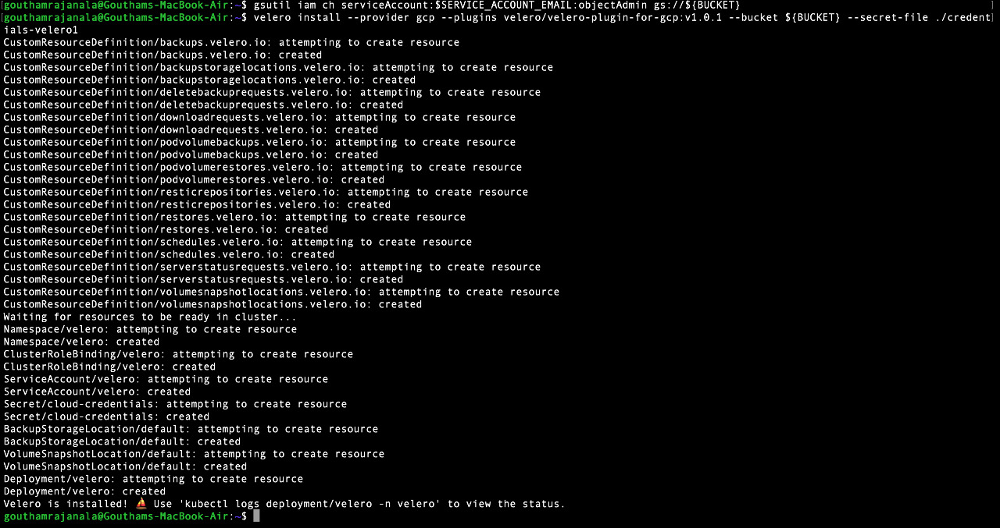 [gouthamrajanala@Gouthams-MacBook-Air:~$ gsutil iam ch serviceAccount:$SERVICE_ACCOUNT_EMAIL:objectAdmin gs://${BUCKET} ]
[gouthamrajanala@Gouthams-MacBook-Air:~$ velero install --provider gcp --plugins velero/velero-plugin-for-gcp:v1.0.1 --bucket ${BUCKET} --secret-file ./credent]
ials-velero1
CustomResourceDefinition/backups.velero.io: attempting to create resource
CustomResourceDefinition/backups.velero.io: created
CustomResourceDefinition/backupstoragelocations.velero.io: attempting to create resource
CustomResourceDefinition/backupstoragelocations.velero.io: created
CustomResourceDefinition/deletebackuprequests.velero.io: attempting to create resource
CustomResourceDefinition/deletebackuprequests.velero.io: created
CustomResourceDefinition/downloadrequests.velero.io: attempting to create resource
CustomResourceDefinition/downloadrequests.velero.io: created
CustomResourceDefinition/podvolumebackups.velero.io: attempting to create resource
CustomResourceDefinition/podvolumebackups.velero.io: created
CustomResourceDefinition/podvolumerestores.velero.io: attempting to create resource
CustomResourceDefinition/podvolumerestores.velero.io: created
CustomResourceDefinition/resticrepositories.velero.io: attempting to create resource
CustomResourceDefinition/resticrepositories.velero.io: created
CustomResourceDefinition/restores.velero.io: attempting to create resource
CustomResourceDefinition/restores.velero.io: created
CustomResourceDefinition/schedules.velero.io: attempting to create resource
CustomResourceDefinition/schedules.velero.io: created
CustomResourceDefinition/serverstatusrequests.velero.io: attempting to create resource
CustomResourceDefinition/serverstatusrequests.velero.io: created
CustomResourceDefinition/volumesnapshotlocations.velero.io: attempting to create resource
CustomResourceDefinition/volumesnapshotlocations.velero.io: created
Waiting for resources to be ready in cluster...
Namespace/velero: attempting to create resource
Namespace/velero: created
ClusterRoleBinding/velero: attempting to create resource
ClusterRoleBinding/velero: created
ServiceAccount/velero: attempting to create resource
ServiceAccount/velero: created
Secret/cloud-credentials: attempting to create resource
Secret/cloud-credentials: created
BackupStorageLocation/default: attempting to create resource
BackupStorageLocation/default: created
VolumeSnapshotLocation/default: attempting to create resource
VolumeSnapshotLocation/default: created
Deployment/velero: attempting to create resource
Deployment/velero: created
Velero is installed! ⛵ Use 'kubectl logs deployment/velero -n velero' to view the status.
gouthamrajanala@Gouthams-MacBook-Air:~$